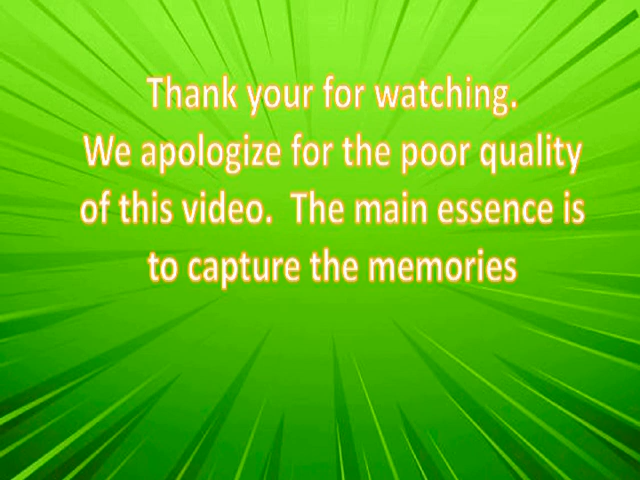 Thank your for watching.
We apologize for the poor quality
of this video.  The main essence is
to capture the memories